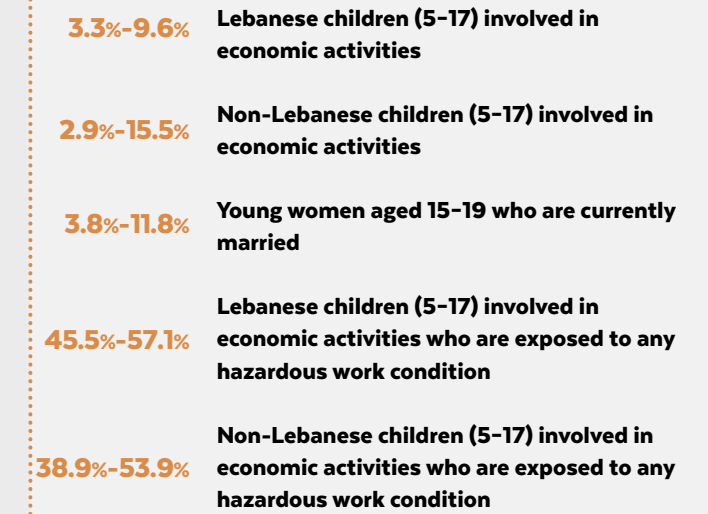 3.3%-9.6%
Lebanese children (5-17) involved in
economic activities
2.9%-15.5%
Non-Lebanese children (5-17) involved in
economic activities
3.8%-11.8%
Young women aged 15-19 who are currently
married
45.5%-57.1%
Lebanese children (5-17) involved in
economic activities who are exposed to any
hazardous work condition
38.9%-53.9%
Non-Lebanese children (5-17) involved in
economic activities who are exposed to any
hazardous work condition